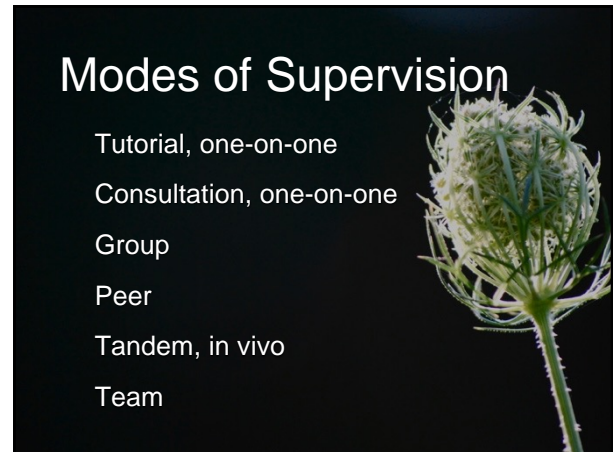 Modes of Supervision
Tutorial, one-on-one
Consultation, one-on-one
Group
Peer
Tandem, in vivo
Team